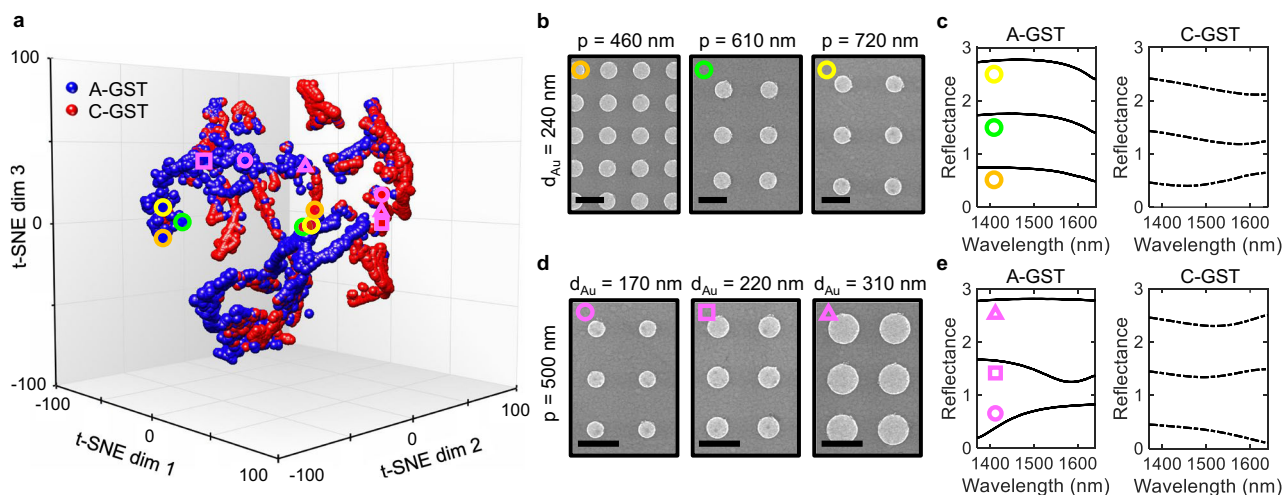 a
100
A-GST
C-GST
t-SNE dim 3
0
-100
-100
0
100
t-SNE dim 1
-100
0
100
t-SNE dim 2
b
p = 460 nm
p = 610 nm
p = 720 nm
d_Au = 240 nm
c
A-GST
C-GST
Reflectance
3
2
1
0
1400 1500 1600
Wavelength (nm)
Reflectance
3
2
1
0
1400 1500 1600
Wavelength (nm)
d
d_Au = 170 nm
d_Au = 220 nm
d_Au = 310 nm
p = 500 nm
e
A-GST
C-GST
Reflectance
3
2
1
0
1400 1500 1600
Wavelength (nm)
Reflectance
3
2
1
0
1400 1500 1600
Wavelength (nm)